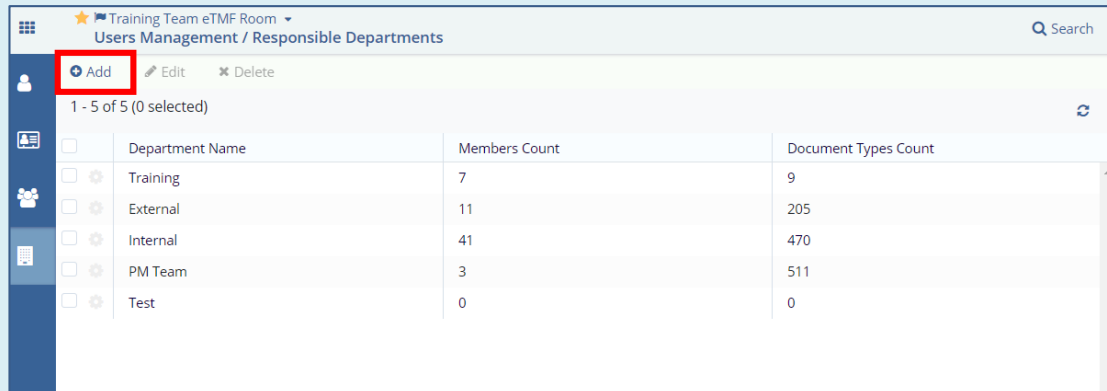 Training Team eTMF Room
Users Management / Responsible Departments
Search
Add Edit Delete
1 - 5 of 5 (0 selected)
Department Name Members Count Document Types Count
Training 7 9
External 11 205
Internal 41 470
PM Team 3 511
Test 0 0